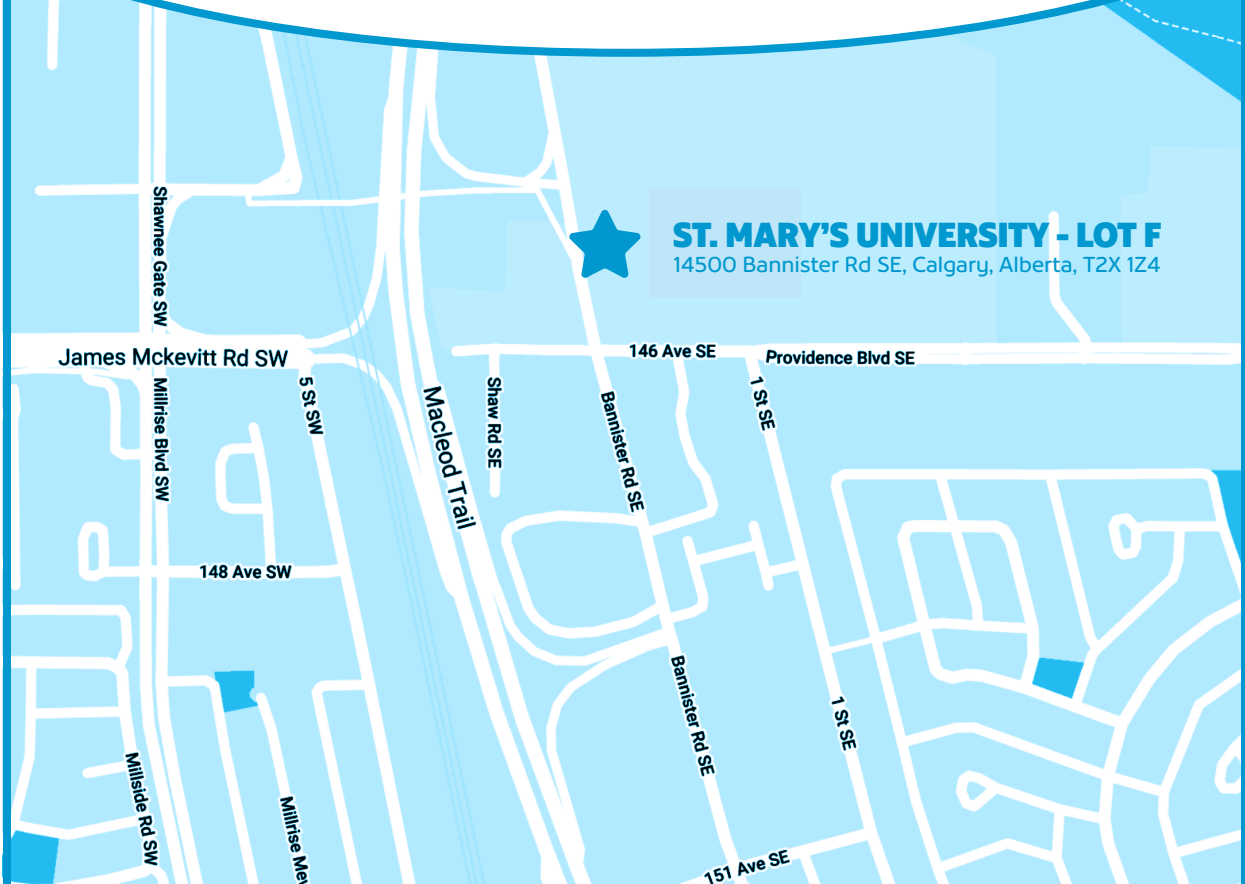 Shawnee Gate SW
ST. MARY'S UNIVERSITY - LOT F
14500 Bannister Rd SE, Calgary, Alberta, T2X 1Z4
James Mckevitt Rd SW
146 Ave SE
Providence Blvd SE
Millrise Blvd SW
5 St SW
Macleod Trail
Shaw Rd SE
Bannister Rd SE
1 St SE
148 Ave SW
Bannister Rd SE
1 St SE
Millside Rd SW
Millrise Mew
151 Ave SE